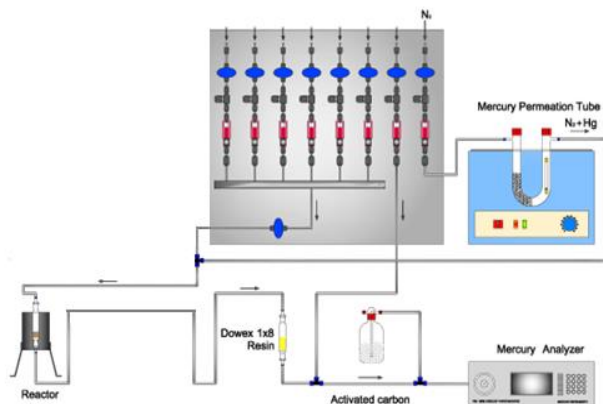 N₂
Mercury Permeation Tube
N₂+Hg
Dowex 1x8
Resin
Reactor
Activated carbon
Mercury Analyzer